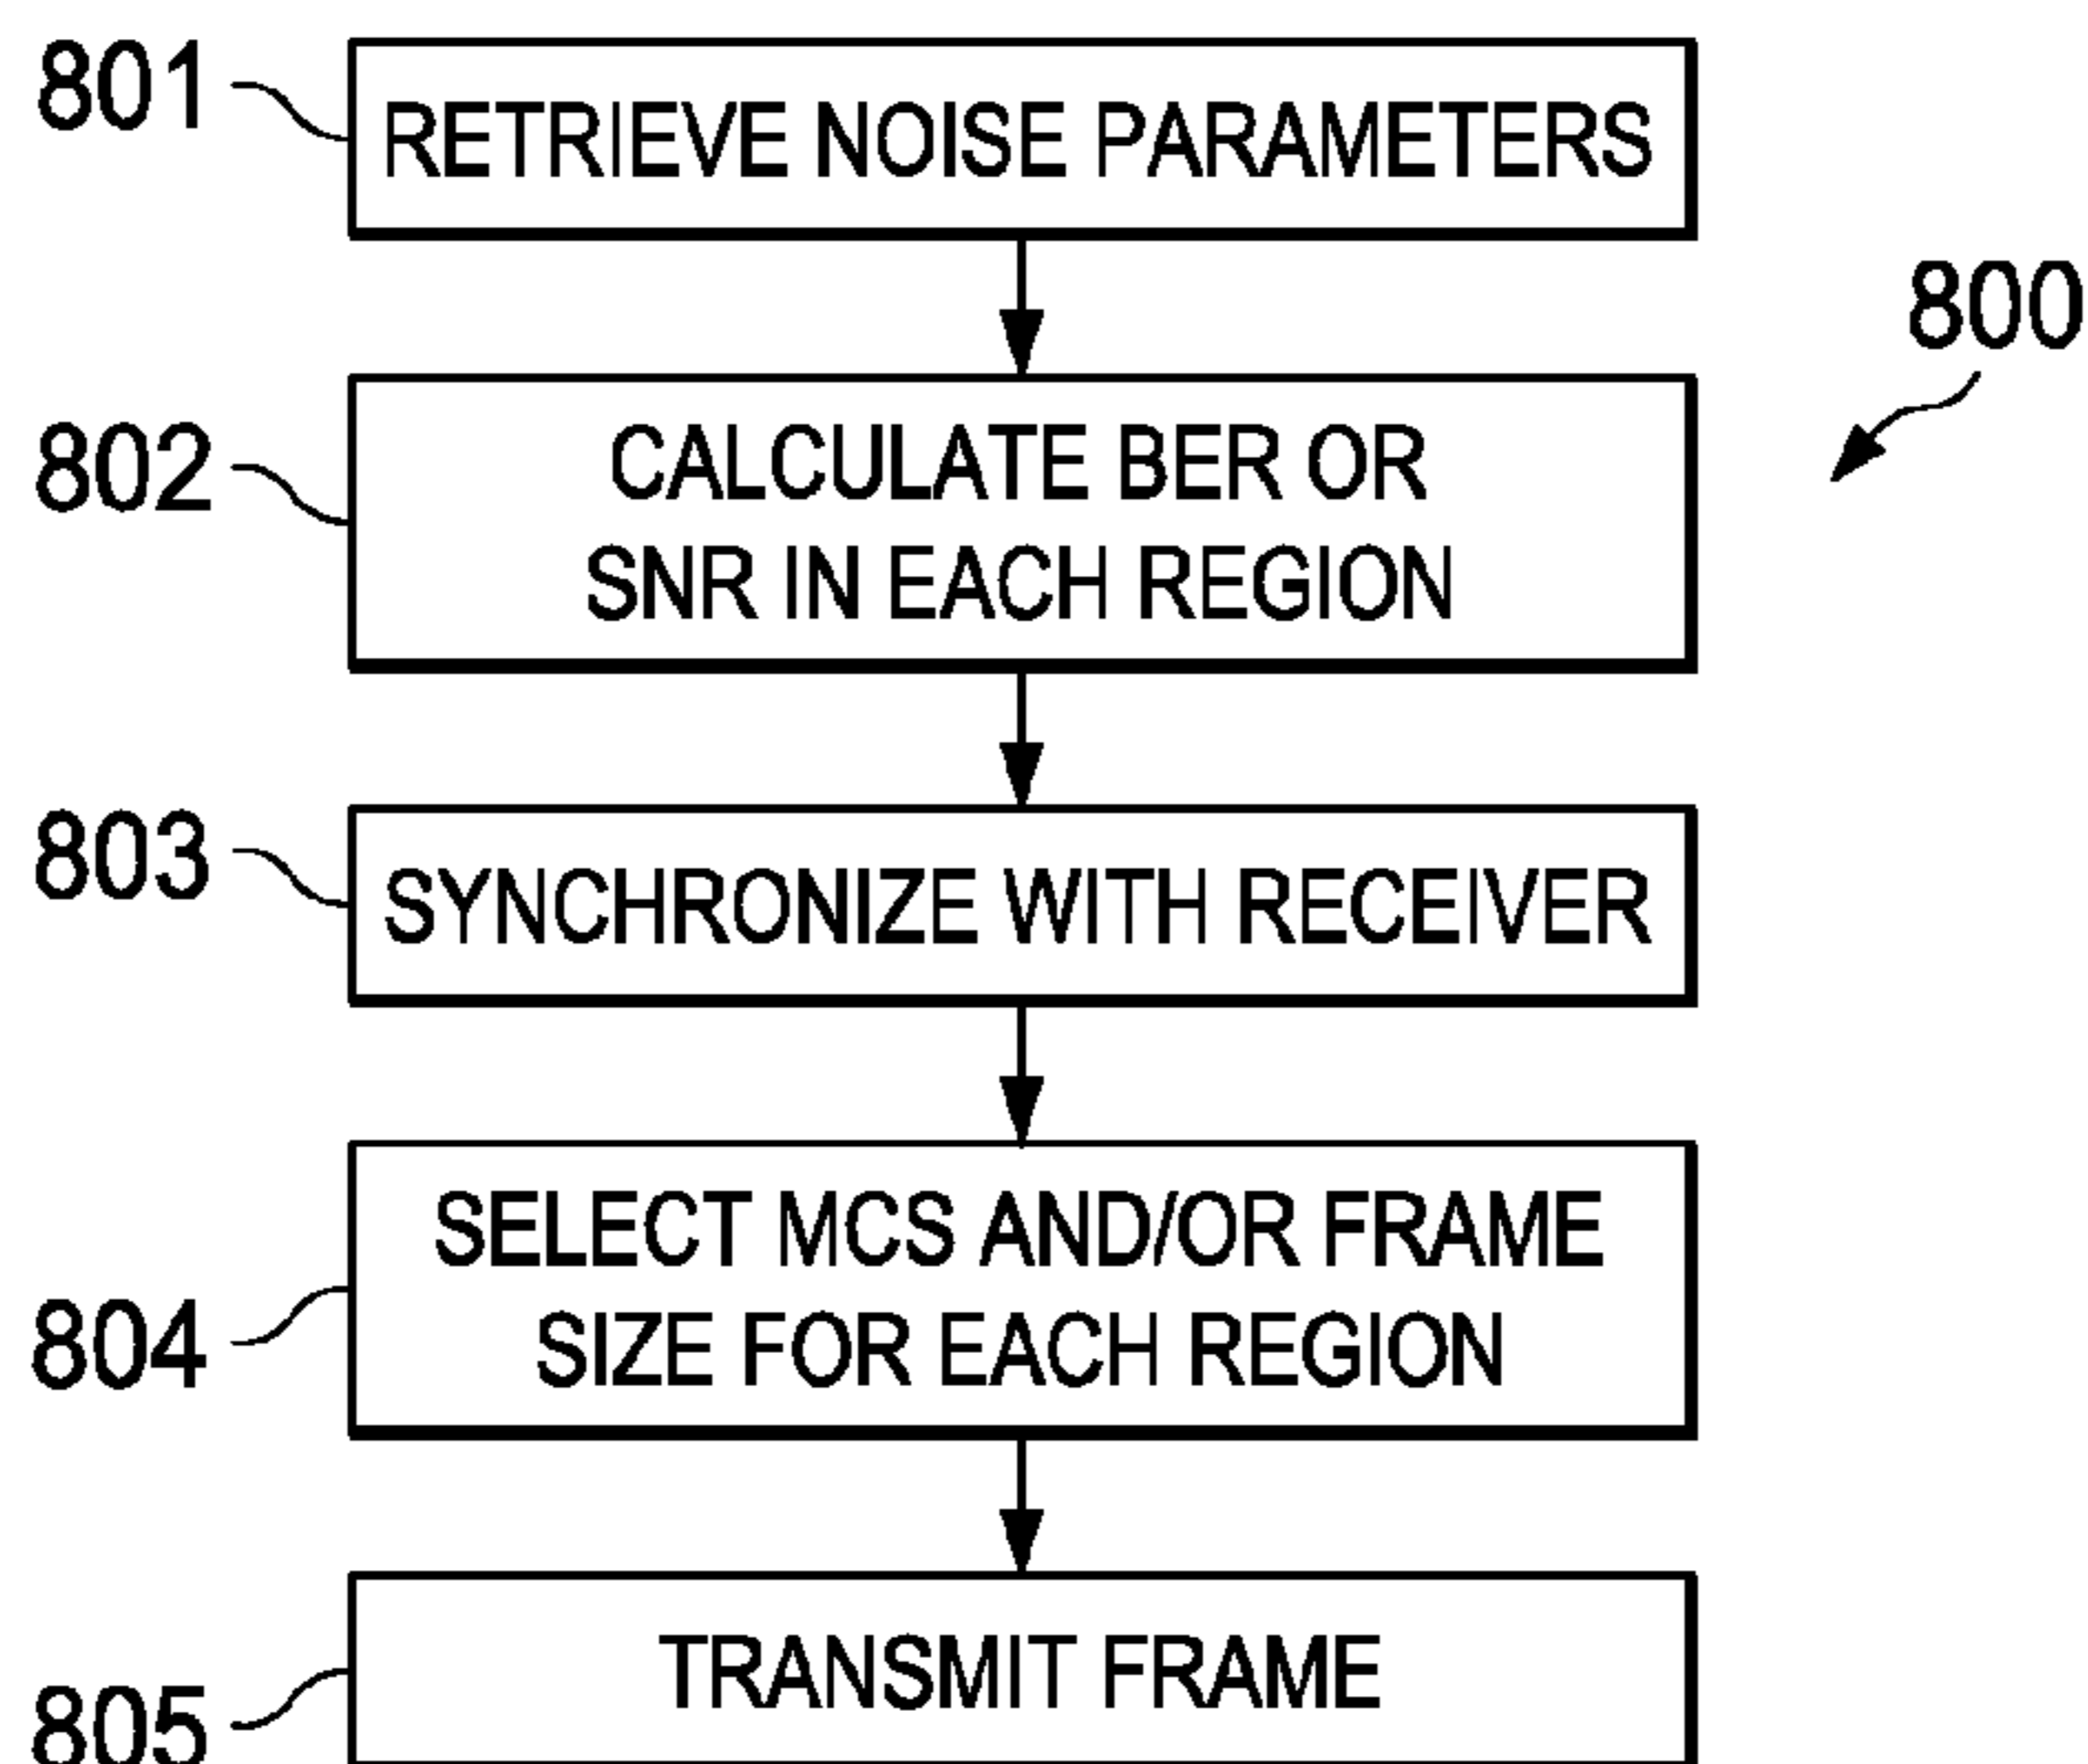 801
RETRIEVE NOISE PARAMETERS
800
802
CALCULATE BER OR
SNR IN EACH REGION
803
SYNCHRONIZE WITH RECEIVER
804
SELECT MCS AND/OR FRAME
SIZE FOR EACH REGION
805
TRANSMIT FRAME